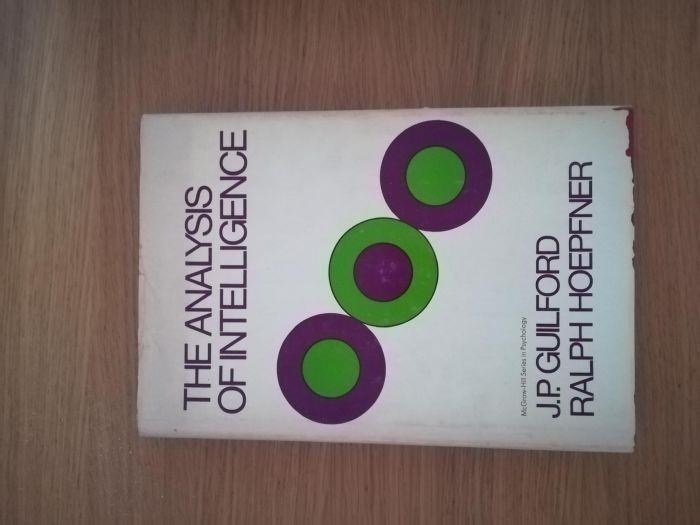 THE ANALYSIS
OF INTELLIGENCE
McGraw-Hill Series in Psychology
J.P. GUILFORD
RALPH HOEPFNER